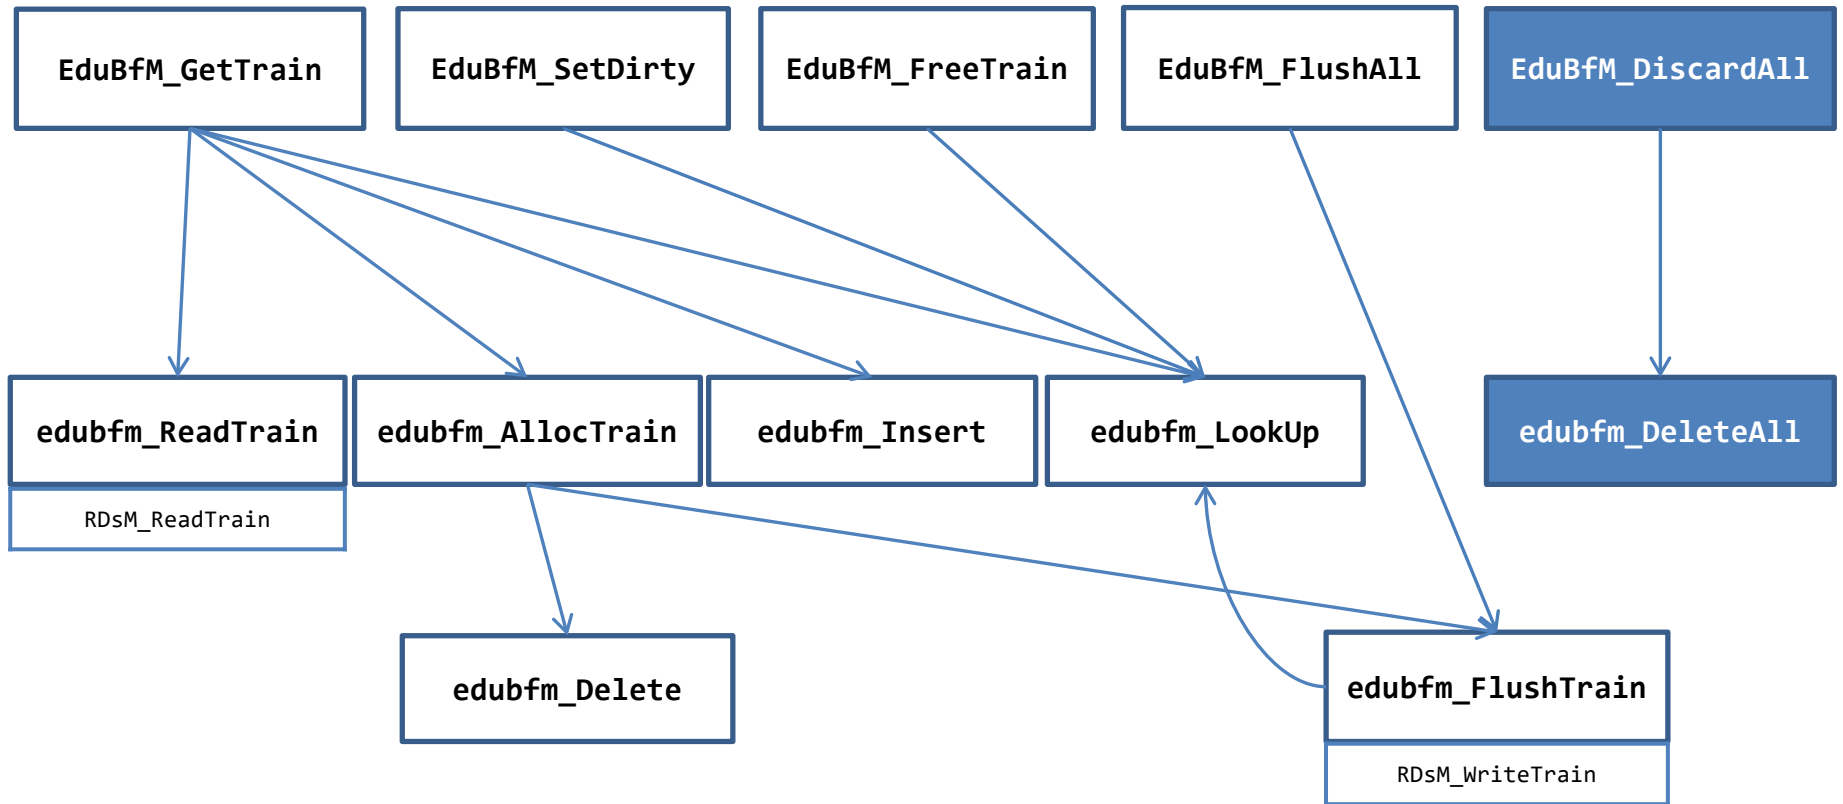 EduBfM_GetTrain
EduBfM_SetDirty
EduBfM_FreeTrain
EduBfM_FlushAll
EduBfM_DiscardAll
edubfm_ReadTrain
edubfm_AllocTrain
edubfm_Insert
edubfm_LookUp
edubfm_DeleteAll
RDsM_ReadTrain
edubfm_Delete
edubfm_FlushTrain
RDsM_WriteTrain